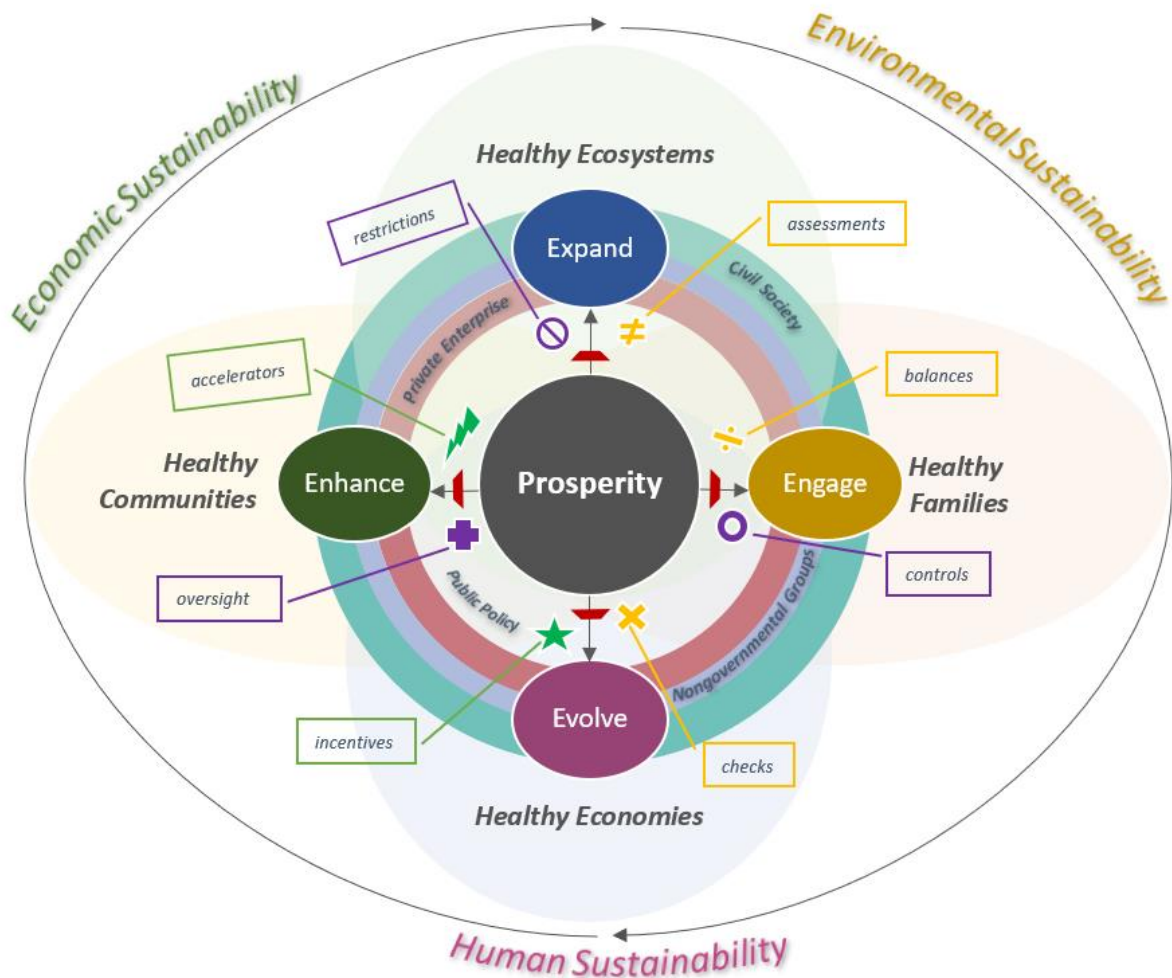 Economic Sustainability
Environmental Sustainability
Healthy Ecosystems
restrictions
assessments
Expand
Civil Society
Private Enterprise
accelerators
balances
Healthy
Communities
Enhance
Prosperity
Engage
Healthy
Families
oversight
controls
Public Policy
Nongovernmental Groups
Evolve
incentives
checks
Healthy Economies
Human Sustainability